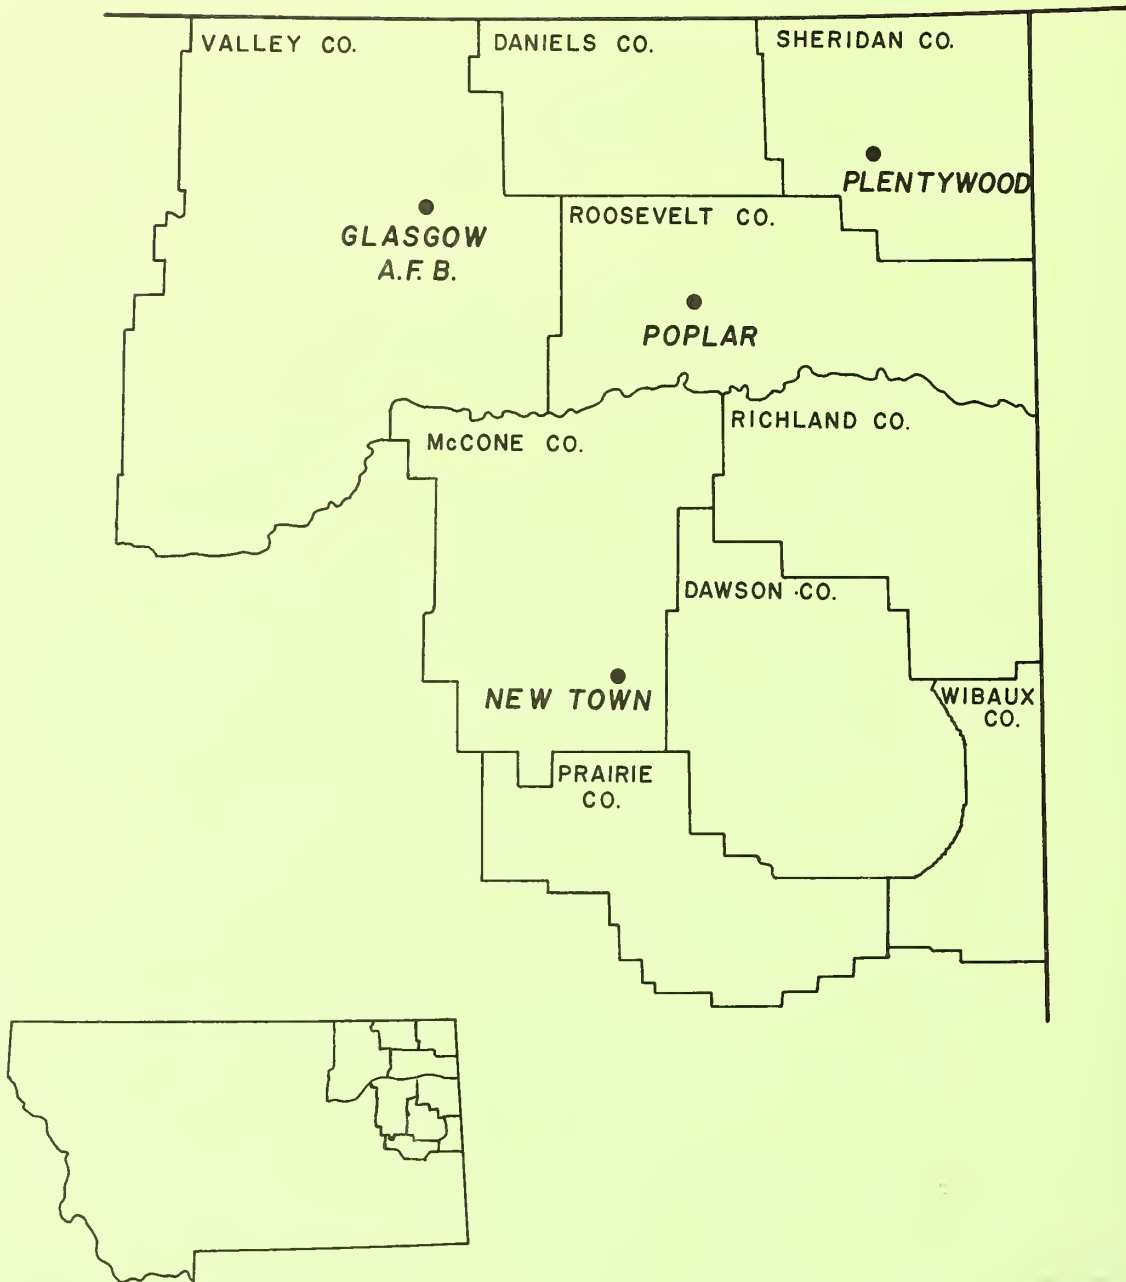 VALLEY CO.
DANIELS CO.
SHERIDAN CO.
PLENTYWOOD
GLASGOW
A.F.B.
ROOSEVELT CO.
POPLAR
RICHLAND CO.
McCONE CO.
DAWSON CO.
NEW TOWN
WIBAUX
CO.
PRAIRIE
CO.